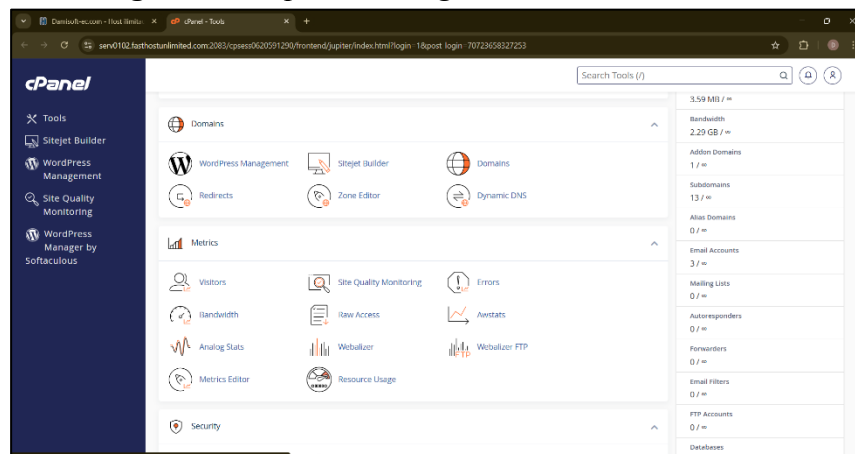 Damisoft-ec.com - Host Ilimitad
cPanel - Tools
serv0102.fasthostunlimited.com:2083/cpsess0620591290/frontend/jupiter/index.html?login=1&post_login=70723658327253
cPanel
Search Tools (/)
Tools
Sitejet Builder
WordPress
Management
Site Quality
Monitoring
WordPress
Manager by
Softaculous
Domains
WordPress Management
Sitejet Builder
Domains
Redirects
Zone Editor
Dynamic DNS
Metrics
Visitors
Site Quality Monitoring
Errors
Bandwidth
Raw Access
Awstats
Analog Stats
Webalizer
Webalizer FTP
Metrics Editor
Resource Usage
Security
3.59 MB / ∞
Bandwidth
2.29 GB / ∞
Addon Domains
1 / ∞
Subdomains
13 / ∞
Alias Domains
0 / ∞
Email Accounts
3 / ∞
Mailing Lists
0 / ∞
Autoresponders
0 / ∞
Forwarders
0 / ∞
Email Filters
0 / ∞
FTP Accounts
0 / ∞
Databases